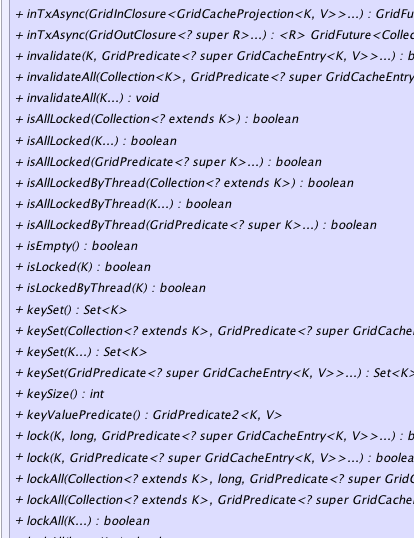 + inTxAsync(GridInClosure<GridCacheProjection<K, V>>...) : GridFu
+ inTxAsync(GridOutClosure<? super R>...) : <R> GridFuture<Collec
+ invalidate(K, GridPredicate<? super GridCacheEntry<K, V>>...) : b
+ invalidateAll(Collection<K>, GridPredicate<? super GridCacheEntry
+ invalidateAll(K...) : void
+ isAllLocked(Collection<? extends K>) : boolean
+ isAllLocked(K...) : boolean
+ isAllLocked(GridPredicate<? super K>...) : boolean
+ isAllLockedByThread(Collection<? extends K>) : boolean
+ isAllLockedByThread(K...) : boolean
+ isAllLockedByThread(GridPredicate<? super K>...) : boolean
+ isEmpty() : boolean
+ isLocked(K) : boolean
+ isLockedByThread(K) : boolean
+ keySet() : Set<K>
+ keySet(Collection<? extends K>, GridPredicate<? super GridCache
+ keySet(K...) : Set<K>
+ keySet(GridPredicate<? super GridCacheEntry<K, V>>...) : Set<K>
+ keySize() : int
+ keyValuePredicate() : GridPredicate2<K, V>
+ lock(K, long, GridPredicate<? super GridCacheEntry<K, V>>...) : b
+ lock(K, GridPredicate<? super GridCacheEntry<K, V>>...) : boolea
+ lockAll(Collection<? extends K>, long, GridPredicate<? super GridC
+ lockAll(Collection<? extends K>, GridPredicate<? super GridCache
+ lockAll(K...) : boolean